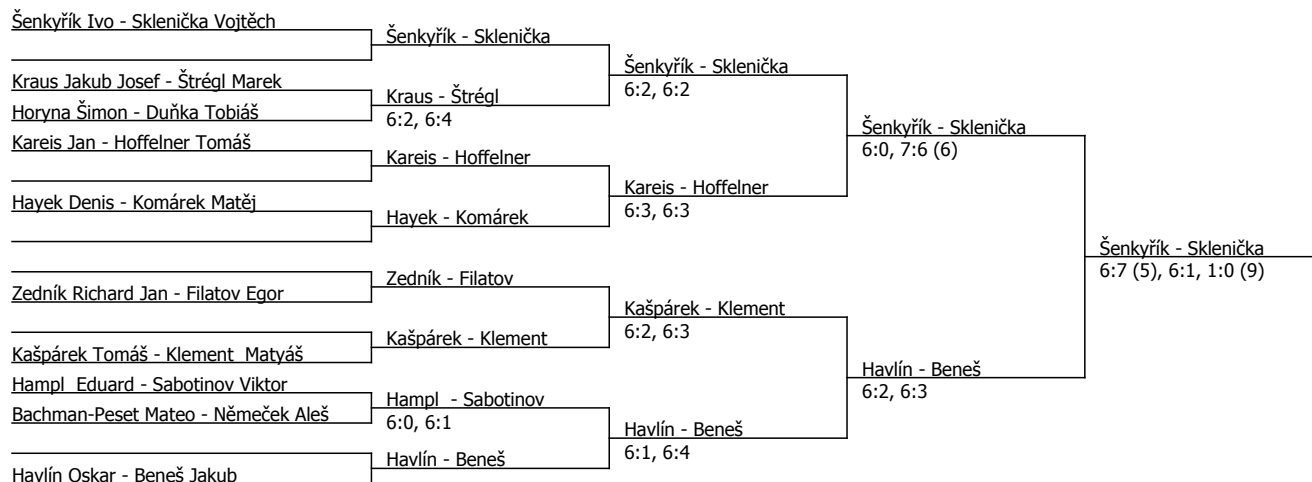 Šenkyřík Ivo - Sklenička Vojtěch
Kraus Jakub Josef - Štrégl Marek
Horyna Šimon - Duňka Tobiáš
Kareis Jan - Hoffelner Tomáš
Hayek Denis - Komárek Matěj
Zedník Richard Jan - Filatov Egor
Kašpárek Tomáš - Klement  Matyáš
Hampl  Eduard - Sabotinov Viktor
Bachman-Peset Mateo - Němeček Aleš
Havlín Oskar - Beneš Jakub
Šenkyřík - Sklenička
Kraus - Štrégl
6:2, 6:4
Kareis - Hoffelner
Hayek - Komárek
Zedník - Filatov
Kašpárek - Klement
Hampl  - Sabotinov
6:0, 6:1
Havlín - Beneš
Šenkyřík - Sklenička
6:2, 6:2
Kareis - Hoffelner
6:3, 6:3
Kašpárek - Klement
6:2, 6:3
Havlín - Beneš
6:1, 6:4
Šenkyřík - Sklenička
6:0, 7:6 (6)
Havlín - Beneš
6:2, 6:3
Šenkyřík - Sklenička
6:7 (5), 6:1, 1:0 (9)